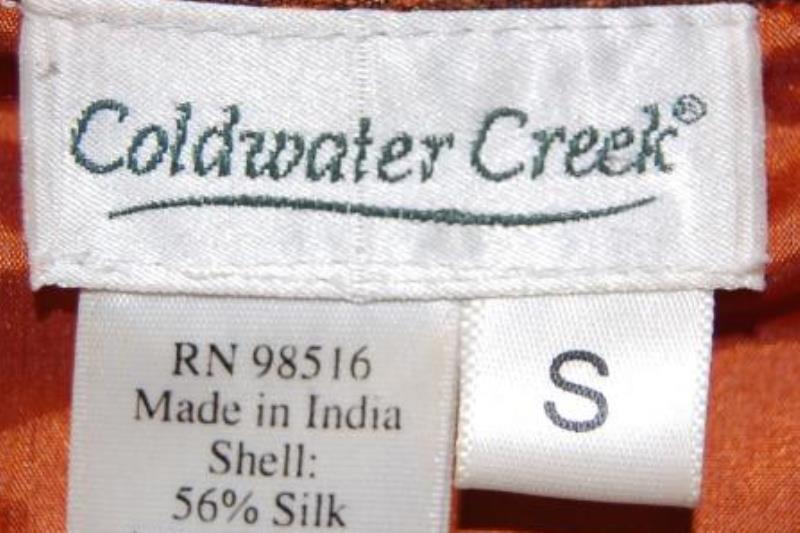 Coldwater Creek®
RN 98516
Made in India
Shell:
56% Silk
S